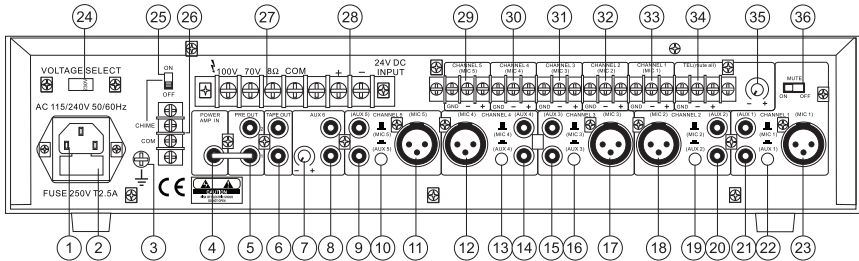 24 25 26 27 28 29 30 31 32 33 34 35 36
VOLTAGE SELECT
AC 115/240V 50/60Hz
FUSE 250V T2.5A
ON
OFF
CHIME
COM
100V 70V 8Ω COM + −
24V DC
INPUT
CHANNEL 5
(MIC 5)
GND − +
CHANNEL 4
(MIC 4)
GND − +
CHANNEL 3
(MIC 3)
GND − +
CHANNEL 2
(MIC 2)
GND − +
CHANNEL 1
(MIC 1)
GND − +
TEL(mute all)
− +
MUTE
ON OFF
POWER
AMP IN
PRE OUT
TAPE OUT
AUX 6
− +
(AUX 5) CHANNEL 5 (MIC 5)
(MIC 5)
(AUX 5)
(MIC 4) CHANNEL 4 (AUX 4)
(MIC 4)
(AUX 4)
(AUX 3) CHANNEL 3 (MIC 3)
(MIC 3)
(AUX 3)
(MIC 2) CHANNEL 2 (AUX 2)
(MIC 2)
(AUX 2)
(AUX 1) CHANNEL 1 (MIC 1)
(MIC 1)
(AUX 1)
CE
CAUTION
1 2 3 4 5 6 7 8 9 10 11 12 13 14 15 16 17 18 19 20 21 22 23